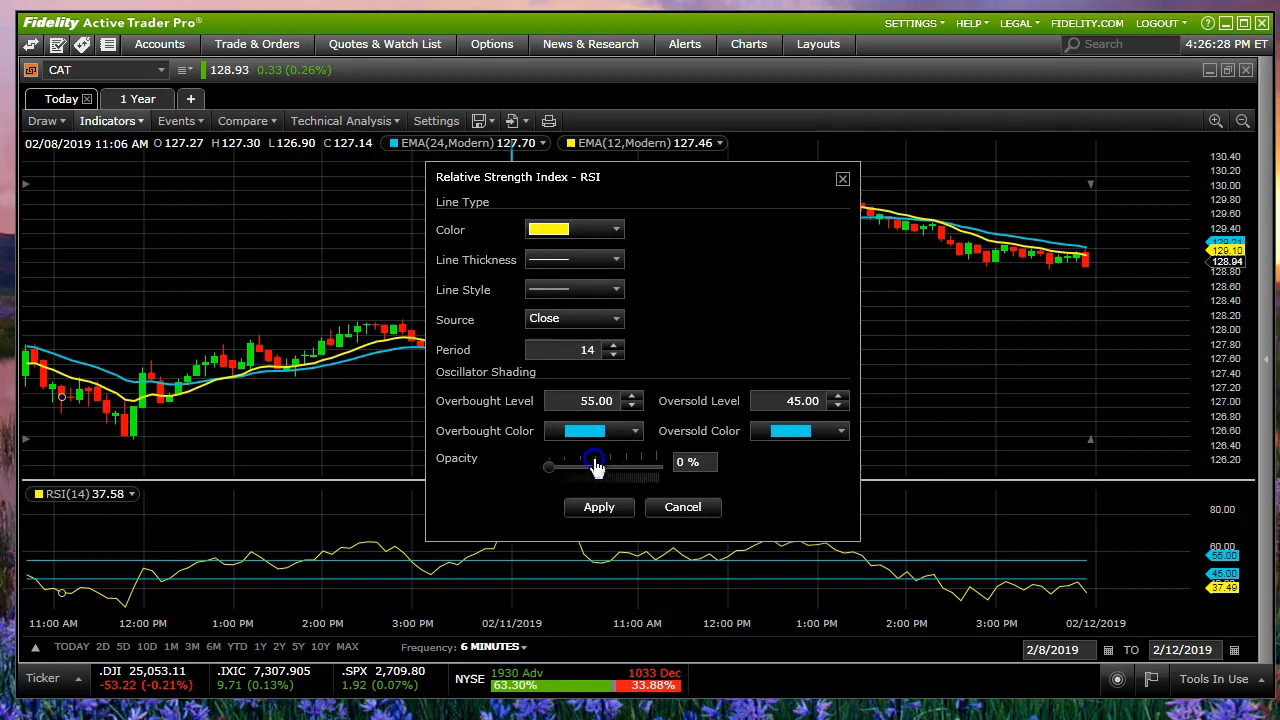 Fidelity Active Trader Pro®
SETTINGS HELP LEGAL FIDELITY.COM LOGOUT ?
Accounts Trade & Orders Quotes & Watch List Options News & Research Alerts Charts Layouts Search 4:26:28 PM ET
CAT 128.93 0.33 (0.26%)
Today 1 Year +
Draw Indicators Events Compare Technical Analysis Settings
02/08/2019 11:06 AM O 127.27 H 127.30 L 126.90 C 127.14 EMA(24,Modern) 127.70 EMA(12,Modern) 127.46
130.40
130.20
130.00
129.80
129.60
129.40
129.21
129.10
128.94
128.80
128.60
128.40
128.20
128.00
127.80
127.60
127.40
127.20
127.00
126.80
126.60
126.40
126.20
Relative Strength Index - RSI
Line Type
Color
Line Thickness
Line Style
Source Close
Period 14
Oscillator Shading
Overbought Level 55.00 Oversold Level 45.00
Overbought Color Oversold Color
Opacity 0 %
Apply Cancel
RSI(14) 37.58
80.00
60.00
55.00
45.00
37.49
11:00 AM 12:00 PM 1:00 PM 2:00 PM 3:00 PM 02/11/2019 11:00 AM 12:00 PM 1:00 PM 2:00 PM 3:00 PM 02/12/2019
TODAY 2D 5D 10D 1M 3M 6M YTD 1Y 2Y 5Y 10Y MAX Frequency: 6 MINUTES 2/8/2019 TO 2/12/2019
Ticker .DJI 25,053.11 .IXIC 7,307.905 .SPX 2,709.80 NYSE 1930 Adv 1033 Dec Tools In Use
-53.22 (-0.21%) 9.71 (0.13%) 1.92 (0.07%) 63.30% 33.88%